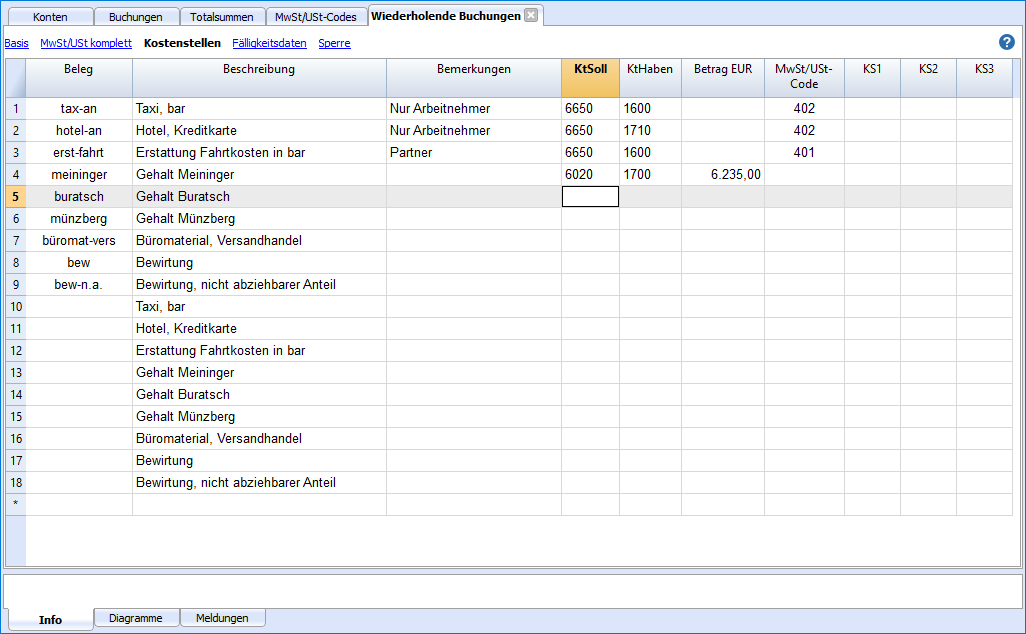 Konten Buchungen Totalsummen MwSt/USt-Codes Wiederholende Buchungen
Basis MwSt/USt komplett Kostenstellen Fälligkeitsdaten Sperre ?
Beleg Beschreibung Bemerkungen KtSoll KtHaben Betrag EUR MwSt/USt-Code KS1 KS2 KS3
1 tax-an Taxi, bar Nur Arbeitnehmer 6650 1600 402
2 hotel-an Hotel, Kreditkarte Nur Arbeitnehmer 6650 1710 402
3 erst-fahrt Erstattung Fahrtkosten in bar Partner 6650 1600 401
4 meininger Gehalt Meininger 6020 1700 6.235,00
5 buratsch Gehalt Buratsch
6 münzberg Gehalt Münzberg
7 büromat-vers Büromaterial, Versandhandel
8 bew Bewirtung
9 bew-n.a. Bewirtung, nicht abziehbarer Anteil
10 Taxi, bar
11 Hotel, Kreditkarte
12 Erstattung Fahrtkosten in bar
13 Gehalt Meininger
14 Gehalt Buratsch
15 Gehalt Münzberg
16 Büromaterial, Versandhandel
17 Bewirtung
18 Bewirtung, nicht abziehbarer Anteil
*
Info Diagramme Meldungen